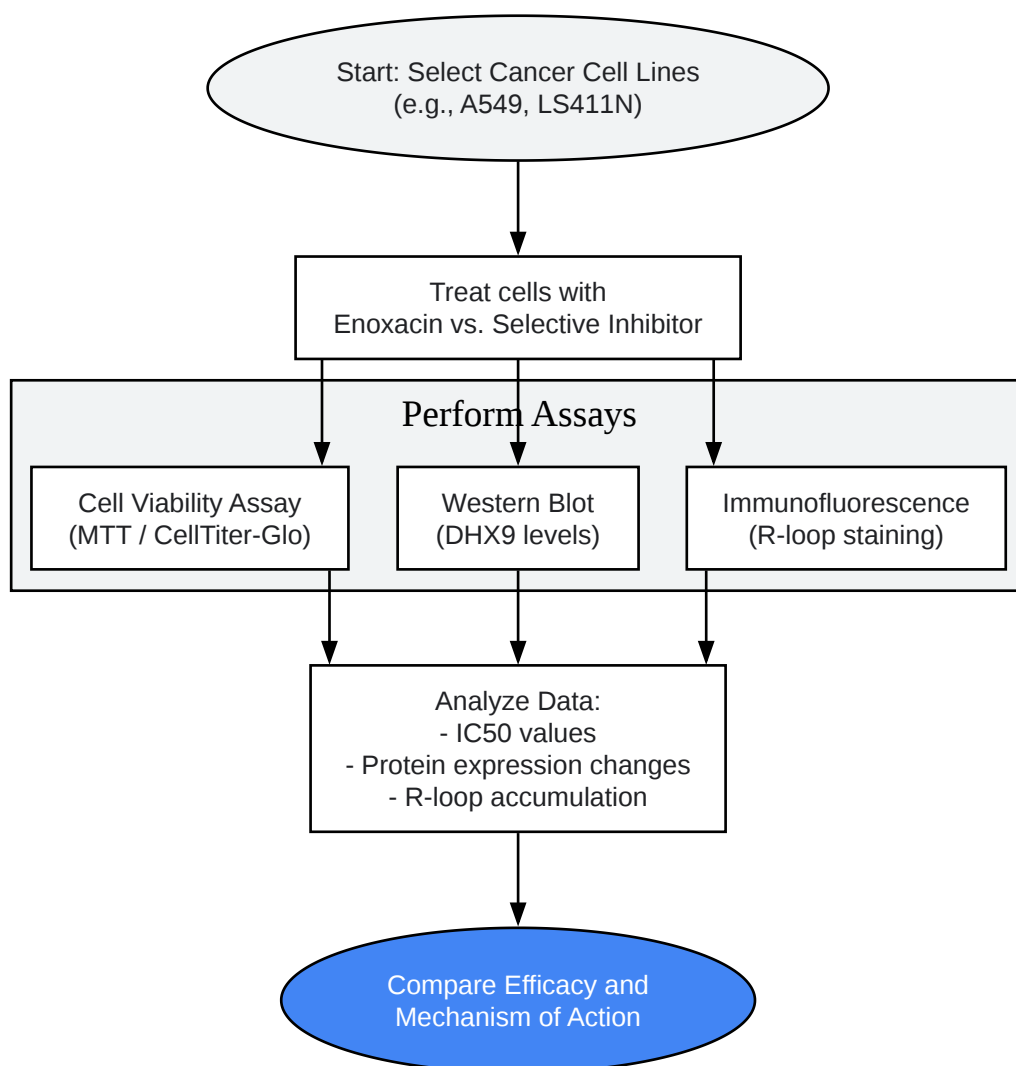 Start: Select Cancer Cell Lines
(e.g., A549, LS411N)
Treat cells with
Enoxacin vs. Selective Inhibitor
Perform Assays
Cell Viability Assay
(MTT / CellTiter-Glo)
Western Blot
(DHX9 levels)
Immunofluorescence
(R-loop staining)
Analyze Data:
- IC50 values
- Protein expression changes
- R-loop accumulation
Compare Efficacy and
Mechanism of Action